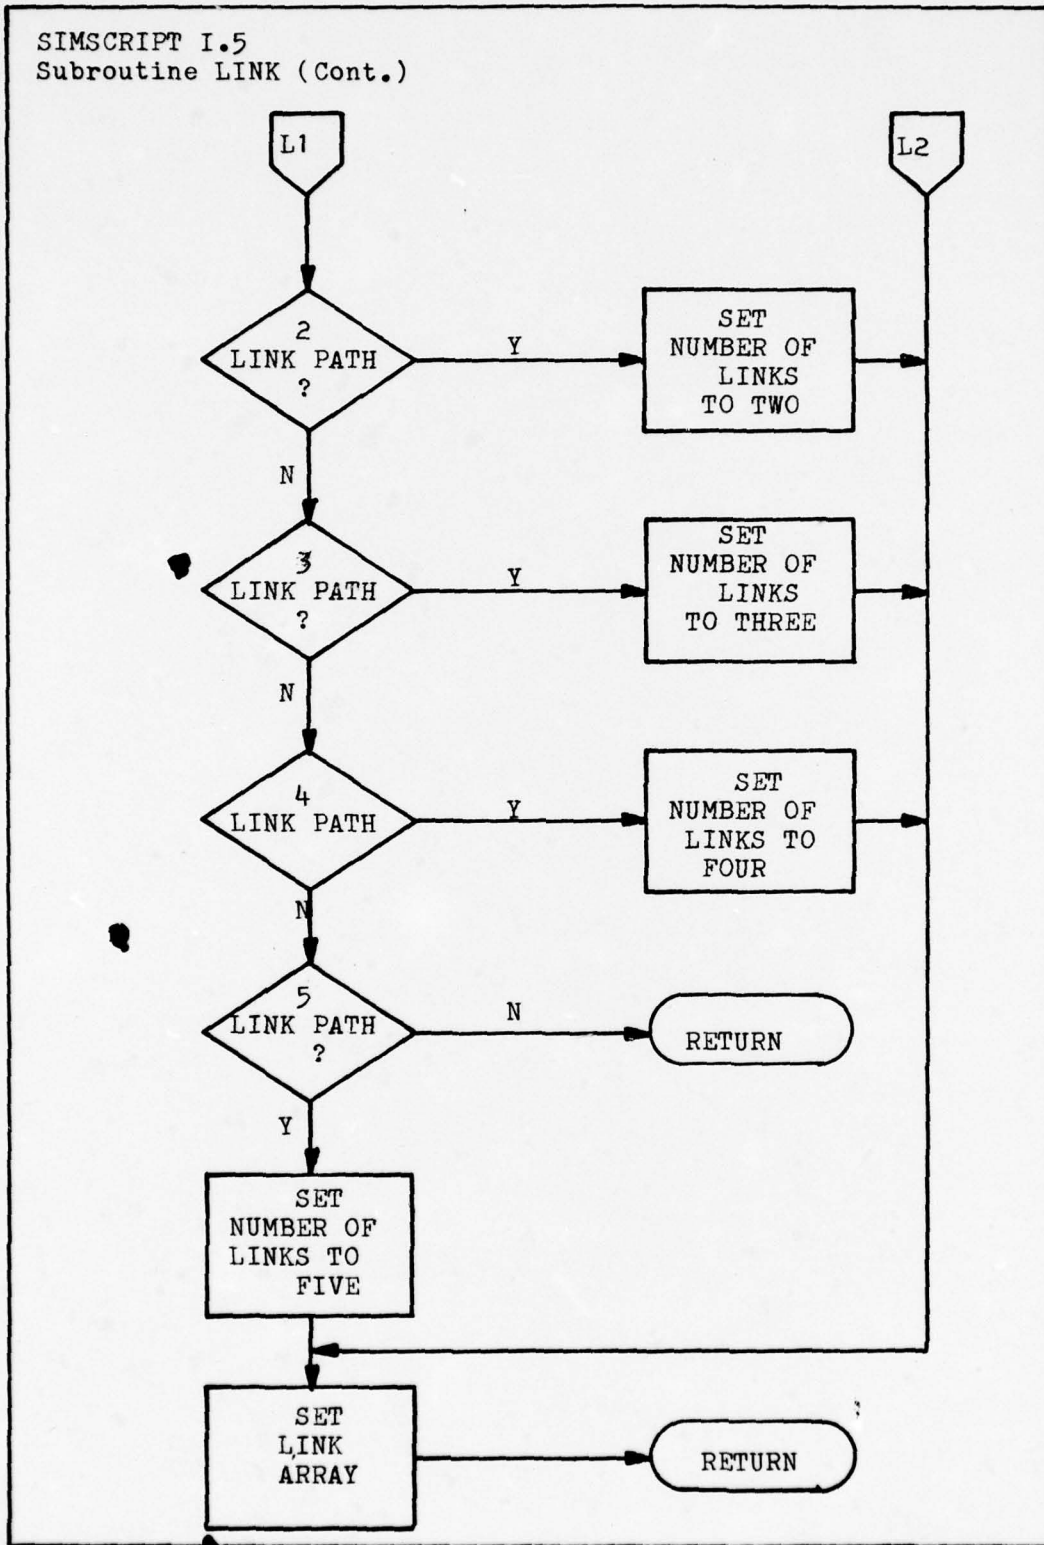 SIMSCRIPT I.5
Subroutine LINK (Cont.)
L1
L2
2
LINK PATH
?
Y
SET
NUMBER OF
LINKS
TO TWO
N
3
LINK PATH
?
Y
SET
NUMBER OF
LINKS
TO THREE
N
4
LINK PATH
Y
SET
NUMBER OF
LINKS TO
FOUR
N
5
LINK PATH
?
N
RETURN
Y
SET
NUMBER OF
LINKS TO
FIVE
SET
LINK
ARRAY
RETURN